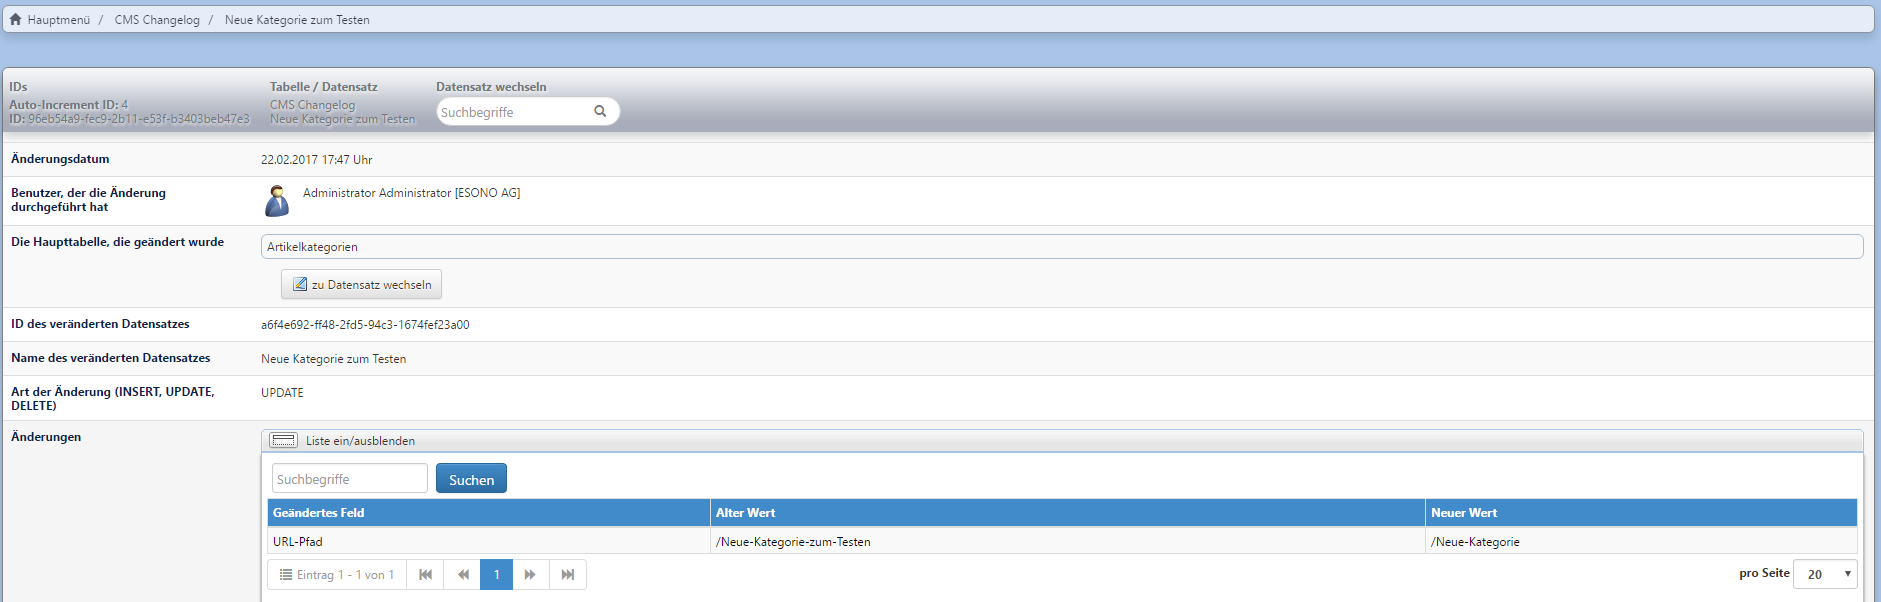 Hauptmenü / CMS Changelog / Neue Kategorie zum Testen
IDs
Auto-Increment ID: 4
ID: 96eb54a9-fec9-2b11-e53f-b3403beb47e3
Tabelle / Datensatz
CMS Changelog
Neue Kategorie zum Testen
Datensatz wechseln
Suchbegriffe
Änderungsdatum
22.02.2017 17:47 Uhr
Benutzer, der die Änderung
durchgeführt hat
Administrator Administrator [ESONO AG]
Die Haupttabelle, die geändert wurde
Artikelkategorien
zu Datensatz wechseln
ID des veränderten Datensatzes
a6f4e692-ff48-2fd5-94c3-1674fef23a00
Name des veränderten Datensatzes
Neue Kategorie zum Testen
Art der Änderung (INSERT, UPDATE,
DELETE)
UPDATE
Änderungen
Liste ein/ausblenden
Suchbegriffe
Suchen
Geändertes Feld Alter Wert Neuer Wert
URL-Pfad /Neue-Kategorie-zum-Testen /Neue-Kategorie
Eintrag 1 - 1 von 1
1
pro Seite 20